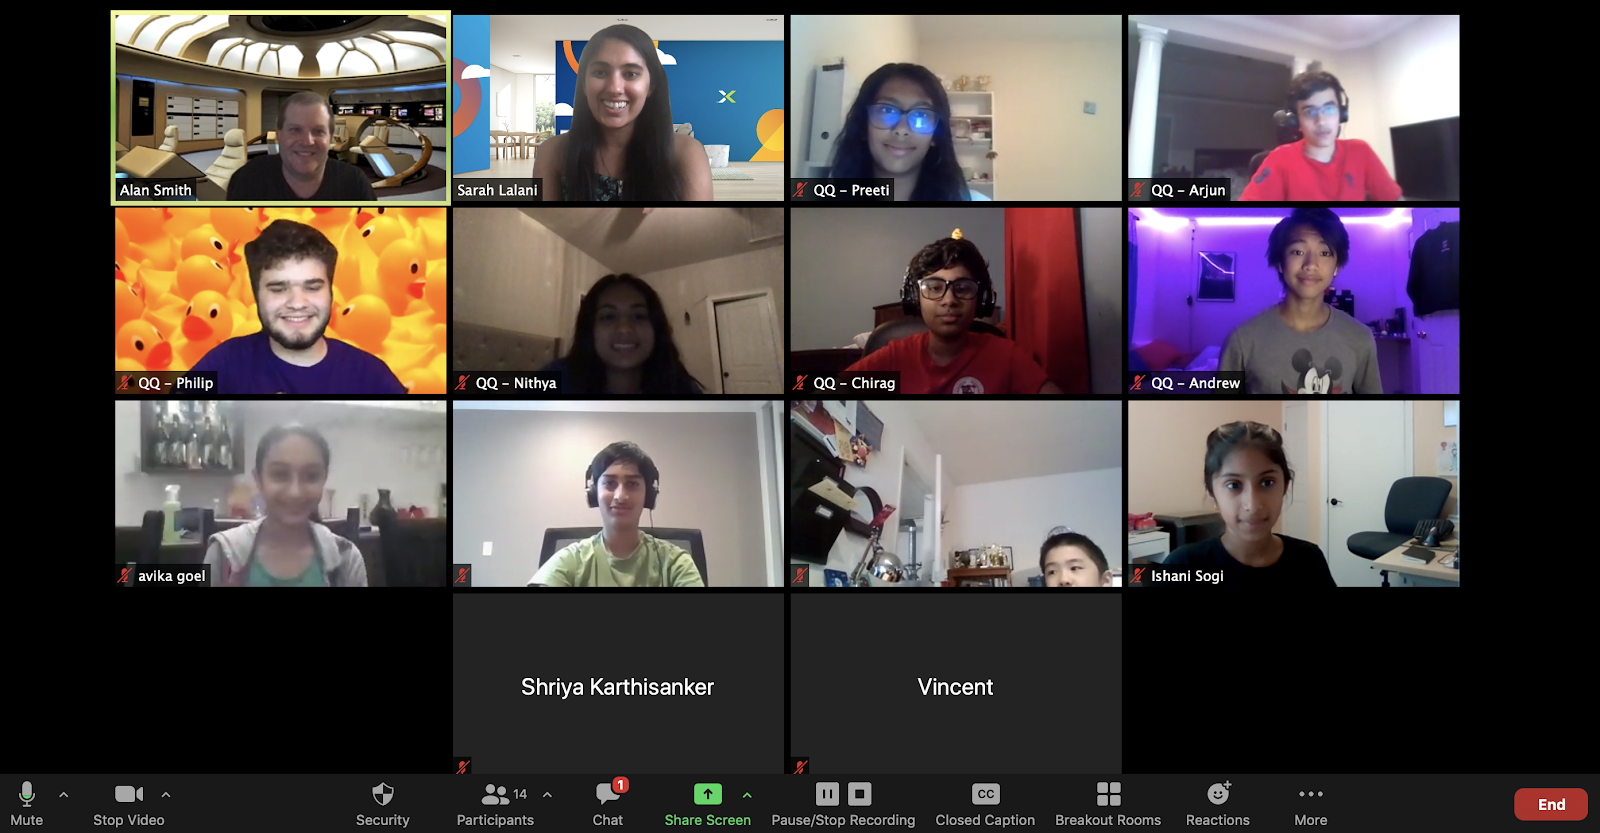 Alan Smith
Sarah Lalani
QQ – Preeti
QQ – Arjun
QQ – Philip
QQ – Nithya
QQ – Chirag
QQ – Andrew
avika goel
Ishani Sogi
Shriya Karthisanker
Vincent
Mute
Stop Video
Security
14
Participants
1
Chat
Share Screen
Pause/Stop Recording
CC
Closed Caption
Breakout Rooms
Reactions
More
End